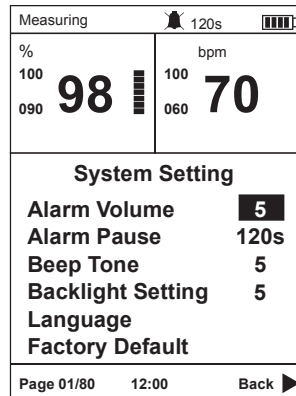 Measuring 120s
% bpm
100 98 100 70
090 060
System Setting
Alarm Volume 5
Alarm Pause 120s
Beep Tone 5
Backlight Setting 5
Language
Factory Default
Page 01/80 12:00 Back